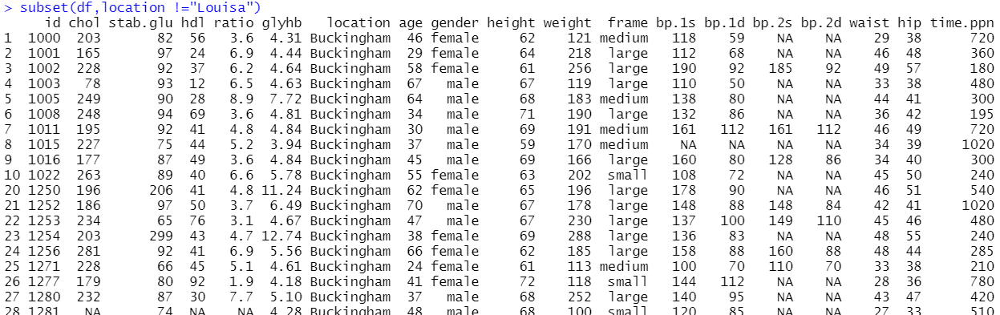 > subset(df,location !="Louisa")
id chol stab.glu hdl ratio glyhb location age gender height weight frame bp.1s bp.1d bp.2s bp.2d waist hip time.ppn
1 1000 203 82 56 3.6 4.31 Buckingham 46 female 62 121 medium 118 59 NA NA 29 38 720
2 1001 165 97 24 6.9 4.44 Buckingham 29 female 64 218 large 112 68 NA NA 46 48 360
3 1002 228 92 37 6.2 4.64 Buckingham 58 female 61 256 large 190 92 185 92 49 57 180
4 1003 78 93 12 6.5 4.63 Buckingham 67 male 67 119 large 110 50 NA NA 33 38 480
5 1005 249 90 28 8.9 7.72 Buckingham 64 male 68 183 medium 138 80 NA NA 44 41 300
6 1008 248 94 69 3.6 4.81 Buckingham 34 male 71 190 large 132 86 NA NA 36 42 195
7 1011 195 92 41 4.8 4.84 Buckingham 30 male 69 191 medium 161 112 161 112 46 49 720
8 1015 227 75 44 5.2 3.94 Buckingham 37 male 59 170 medium NA NA NA NA 34 39 1020
9 1016 177 87 49 3.6 4.84 Buckingham 45 male 69 166 large 160 80 128 86 34 40 300
10 1022 263 89 40 6.6 5.78 Buckingham 55 female 63 202 small 108 72 NA NA 45 50 240
20 1250 196 206 41 4.8 11.24 Buckingham 62 female 65 196 large 178 90 NA NA 46 51 540
21 1252 186 97 50 3.7 6.49 Buckingham 70 male 67 178 large 148 88 148 84 42 41 1020
22 1253 234 65 76 3.1 4.67 Buckingham 47 male 67 230 large 137 100 149 110 45 46 480
23 1254 203 299 43 4.7 12.74 Buckingham 38 female 69 288 large 136 83 NA NA 48 55 240
24 1256 281 92 41 6.9 5.56 Buckingham 66 female 62 185 large 158 88 160 88 48 44 285
25 1271 228 66 45 5.1 4.61 Buckingham 24 female 61 113 medium 100 70 110 70 33 38 210
26 1277 179 80 92 1.9 4.18 Buckingham 41 female 72 118 small 144 112 NA NA 28 36 780
27 1280 232 87 30 7.7 5.10 Buckingham 37 male 68 252 large 140 95 NA NA 43 47 420
28 1281 NA 74 NA NA 4.28 Buckingham 48 male 68 100 small 120 85 NA NA 27 33 510